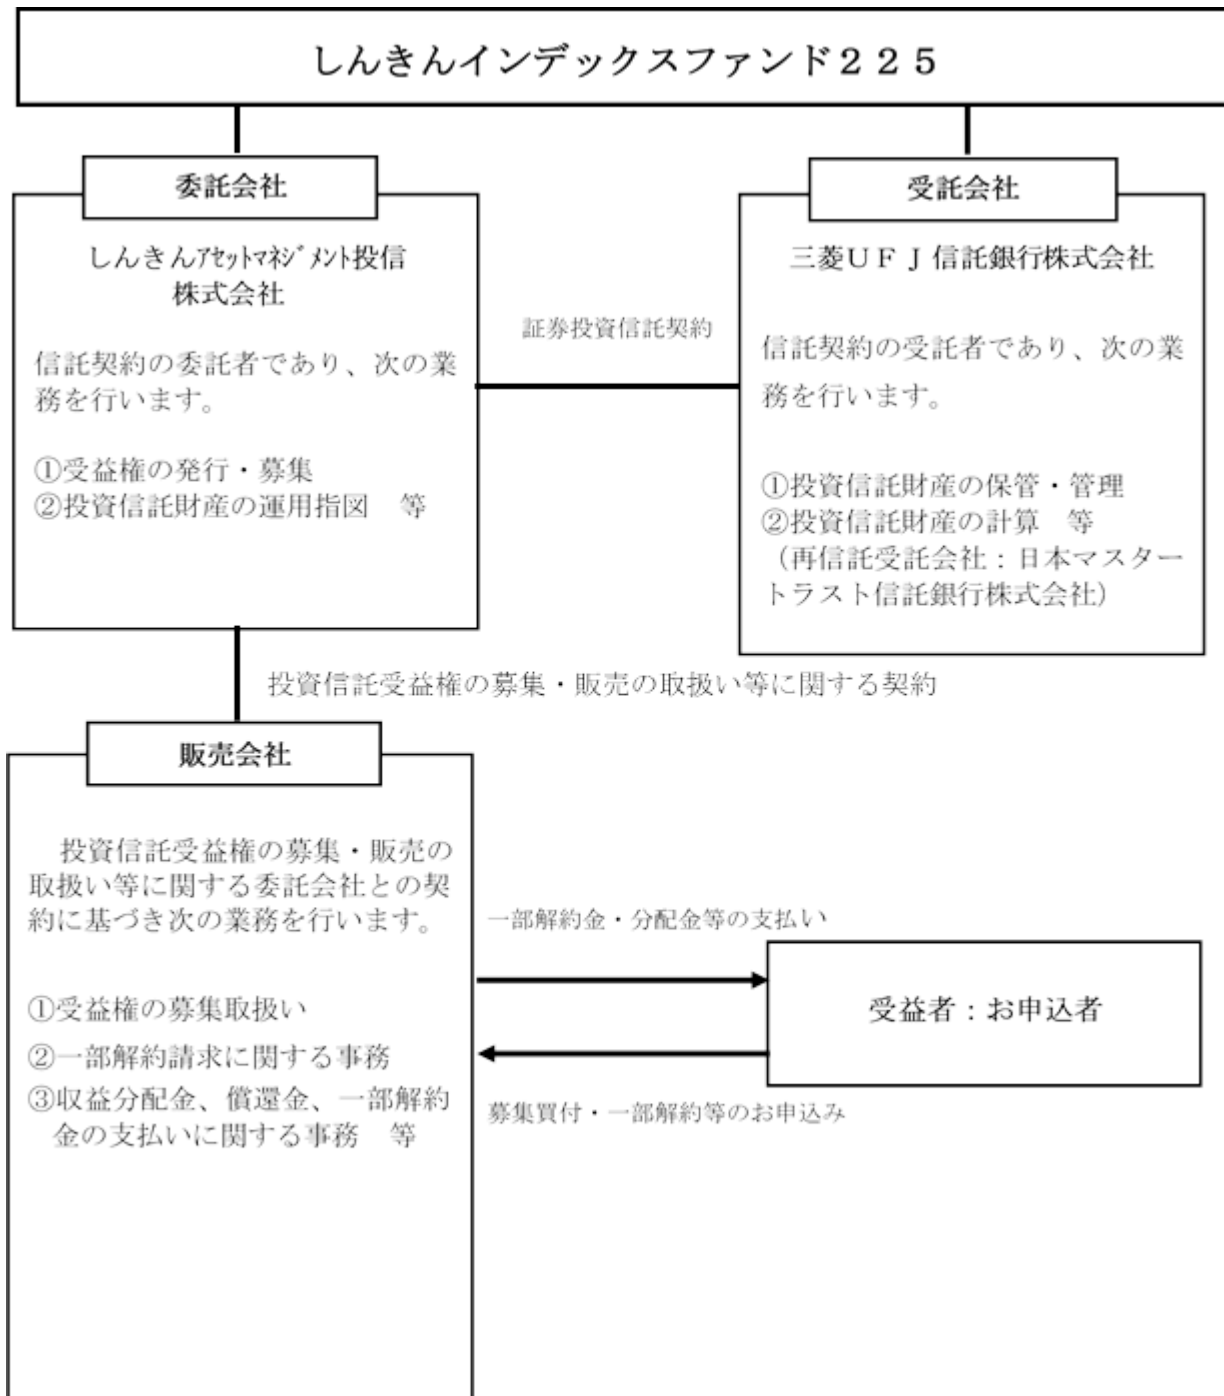 しんきんインデックスファンド２２５
委託会社
しんきんｱｾｯﾄﾏﾈｼﾞﾒﾝﾄ投信
株式会社
信託契約の委託者であり、次の業
務を行います。
①受益権の発行・募集
②投資信託財産の運用指図　等
証券投資信託契約
受託会社
三菱ＵＦＪ信託銀行株式会社
信託契約の受託者であり、次の業
務を行います。
①投資信託財産の保管・管理
②投資信託財産の計算　等
（再信託受託会社：日本マスター
トラスト信託銀行株式会社）
投資信託受益権の募集・販売の取扱い等に関する契約
販売会社
投資信託受益権の募集・販売の
取扱い等に関する委託会社との契
約に基づき次の業務を行います。
①受益権の募集取扱い
②一部解約請求に関する事務
③収益分配金、償還金、一部解約
金の支払いに関する事務　等
一部解約金・分配金等の支払い
受益者：お申込者
募集買付・一部解約等のお申込み